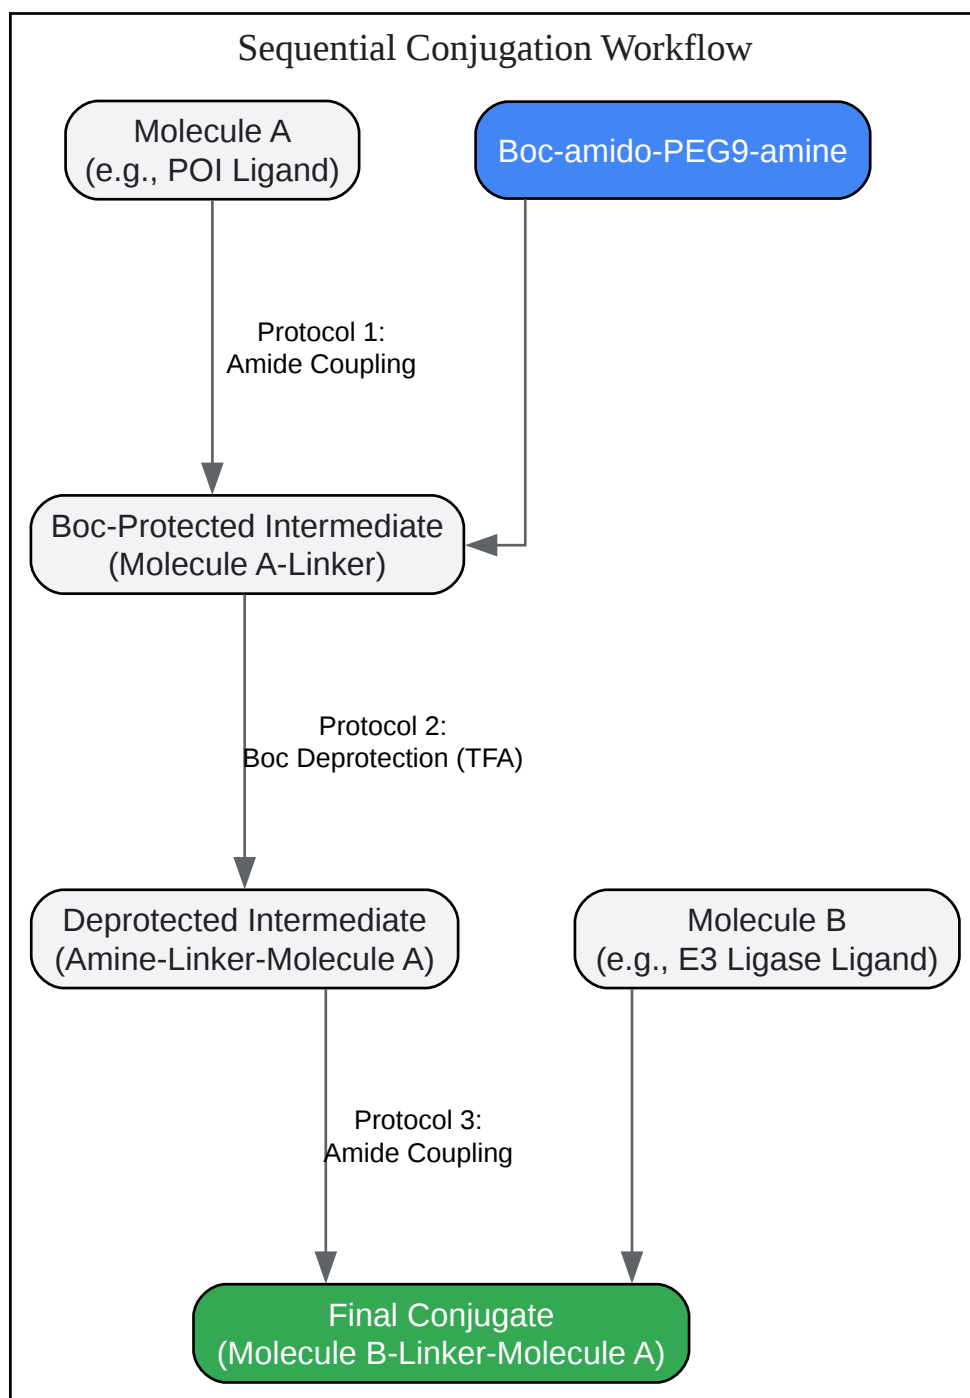 Sequential Conjugation Workflow
Molecule A
(e.g., POI Ligand)
Boc-amido-PEG9-amine
Protocol 1:
Amide Coupling
Boc-Protected Intermediate
(Molecule A-Linker)
Protocol 2:
Boc Deprotection (TFA)
Deprotected Intermediate
(Amine-Linker-Molecule A)
Molecule B
(e.g., E3 Ligase Ligand)
Protocol 3:
Amide Coupling
Final Conjugate
(Molecule B-Linker-Molecule A)